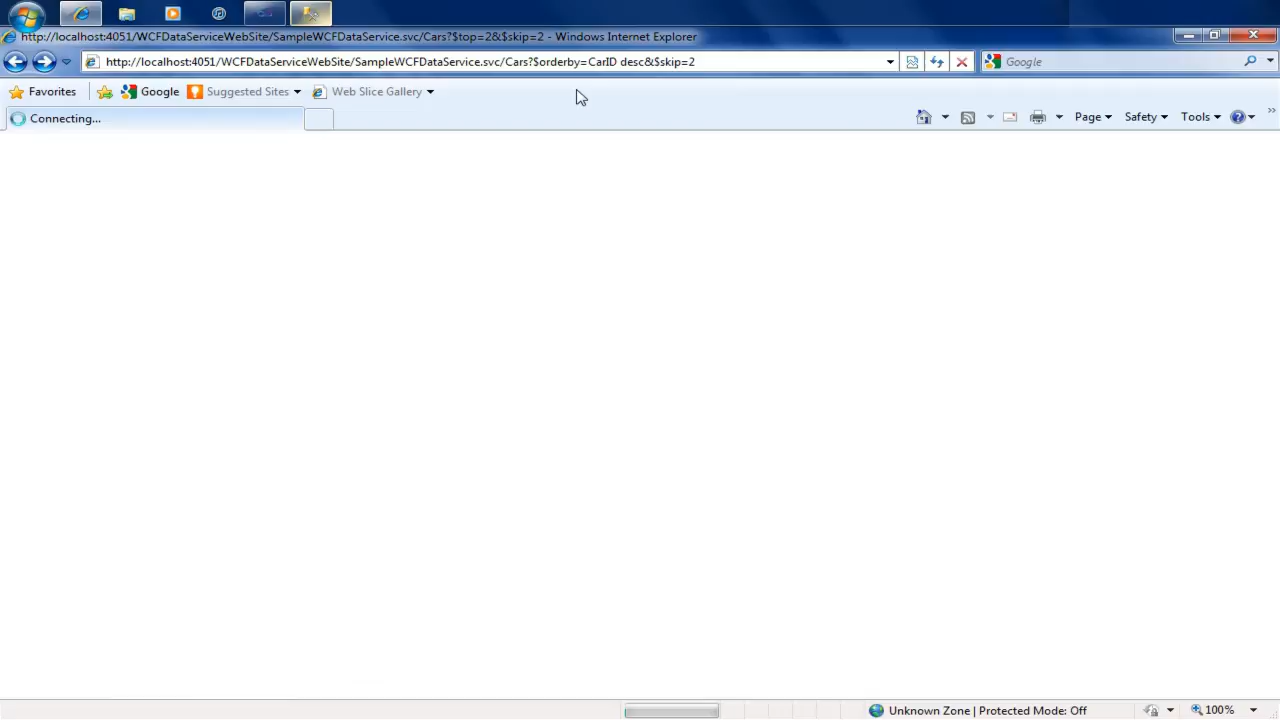 http://localhost:4051/WCFDataServiceWebSite/SampleWCFDataService.svc/Cars?$top=2&$skip=2 - Windows Internet Explorer
http://localhost:4051/WCFDataServiceWebSite/SampleWCFDataService.svc/Cars?$orderby=CarID desc&$skip=2
Google
Favorites
Google
Suggested Sites
Web Slice Gallery
Connecting...
Page
Safety
Tools
Unknown Zone | Protected Mode: Off
100%